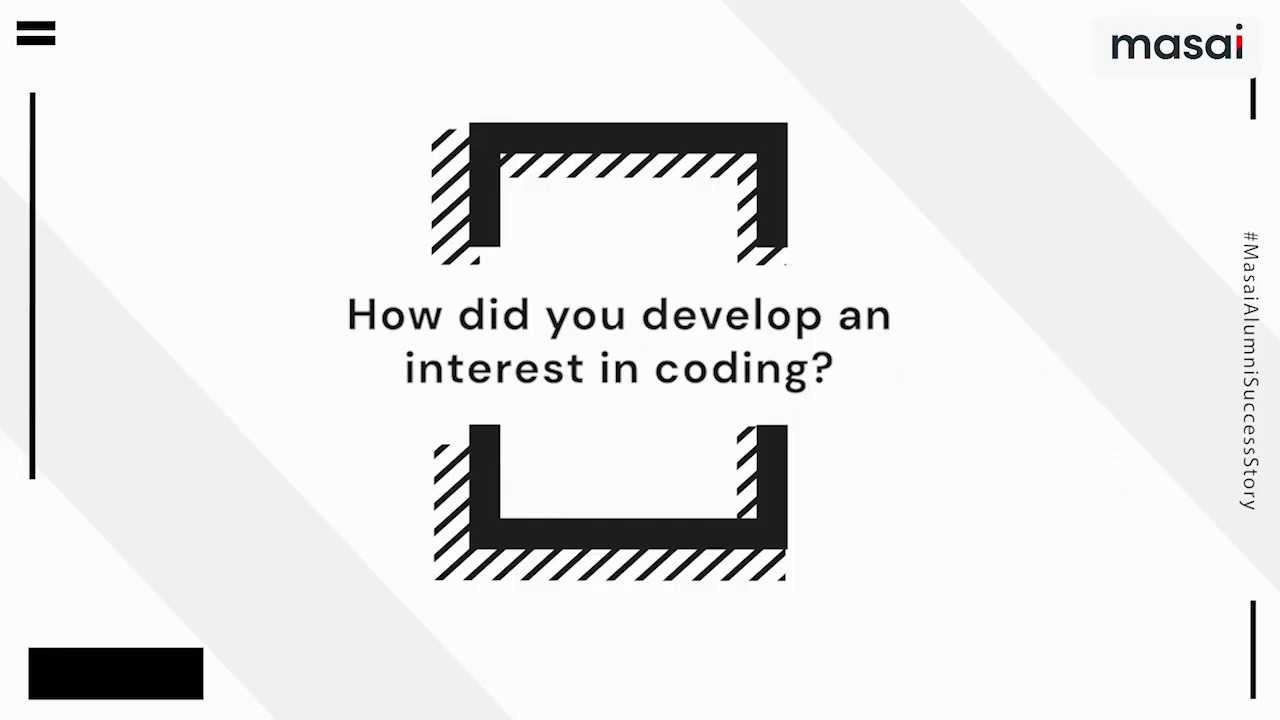 masai
How did you develop an
interest in coding?
#MasaiAlumniSuccessStory